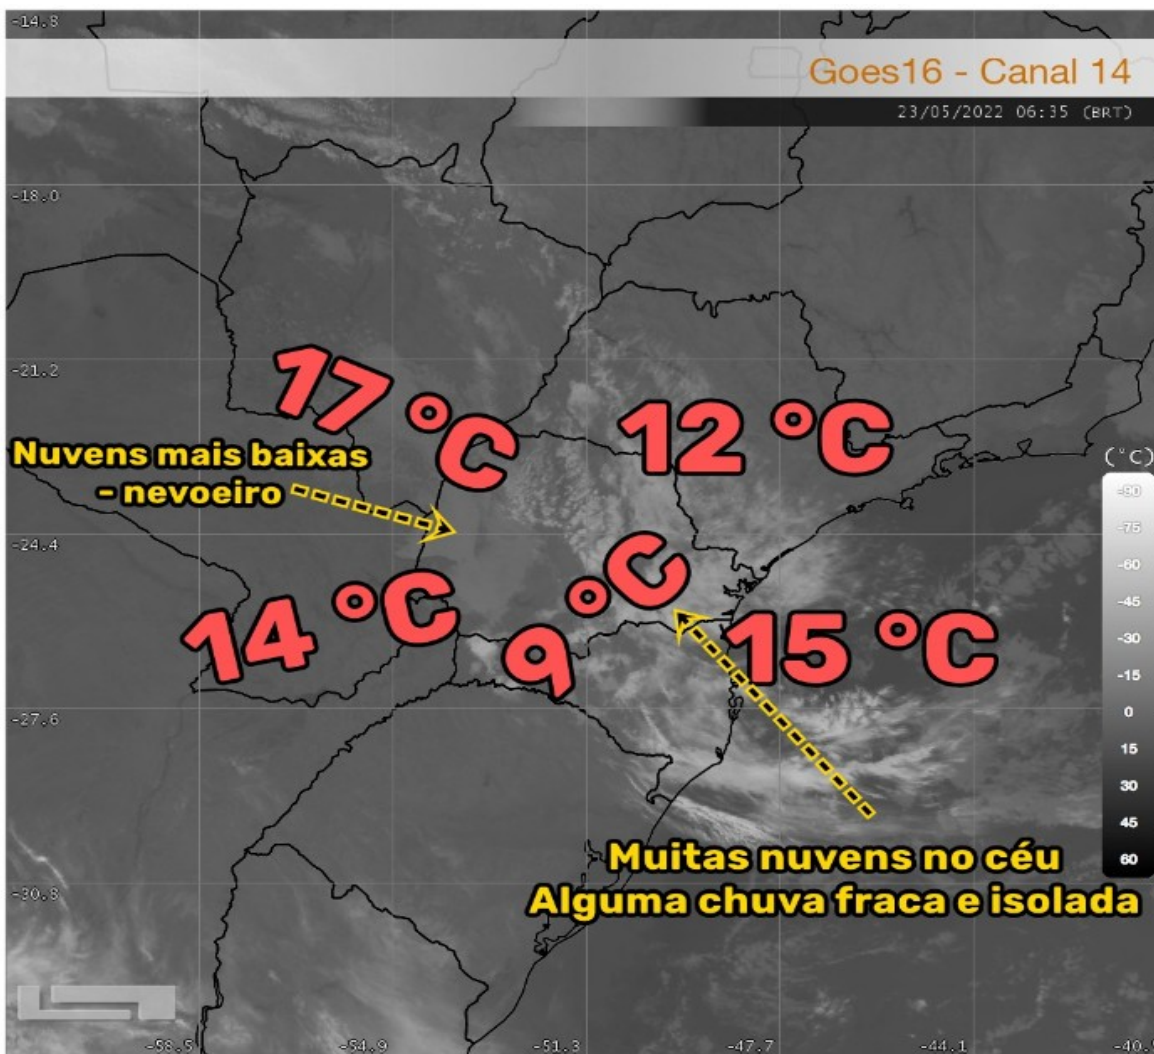 -14.8
Goes16 - Canal 14
23/05/2022 06:35 (BRT)
-18.0
-21.2
17 °C
12 °C
Nuvens mais baixas
- nevoeiro
(°C)
-90
-75
-60
-45
-30
-15
0
15
30
45
60
-24.4
14 °C
9 °C
15 °C
-27.6
Muitas nuvens no céu
Alguma chuva fraca e isolada
-30.8
-58.5
-54.9
-51.3
-47.7
-44.1